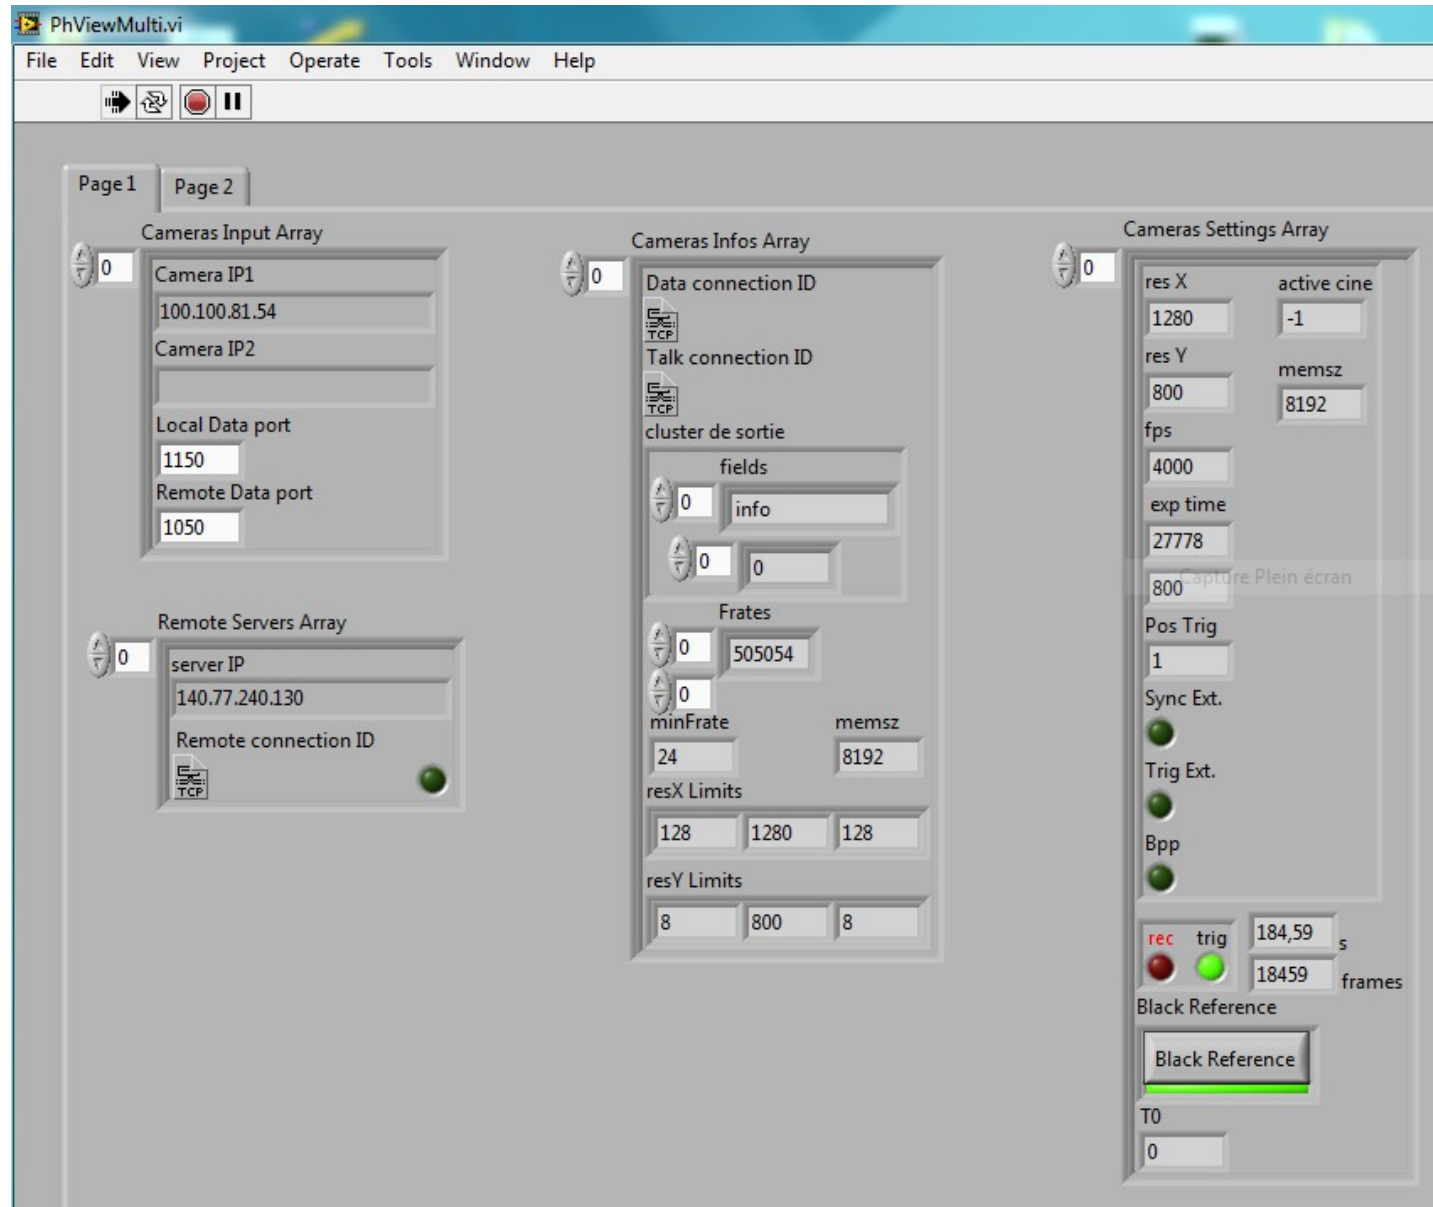 PhViewMulti.vi
File Edit View Project Operate Tools Window Help
Page 1 Page 2
Cameras Input Array
0
Camera IP1
100.100.81.54
Camera IP2
Local Data port
1150
Remote Data port
1050
Remote Servers Array
0
server IP
140.77.240.130
Remote connection ID
TCP
Cameras Infos Array
0
Data connection ID
TCP
Talk connection ID
TCP
cluster de sortie
fields
0 info
0 0
Frates
0 505054
0
minFrate memsz
24 8192
resX Limits
128 1280 128
resY Limits
8 800 8
Cameras Settings Array
0
res X active cine
1280 -1
res Y memsz
800 8192
fps
4000
exp time
27778
800 Capture Plein écran
Pos Trig
1
Sync Ext.
Trig Ext.
Bpp
rec trig 184,59 s
18459 frames
Black Reference
Black Reference
T0
0